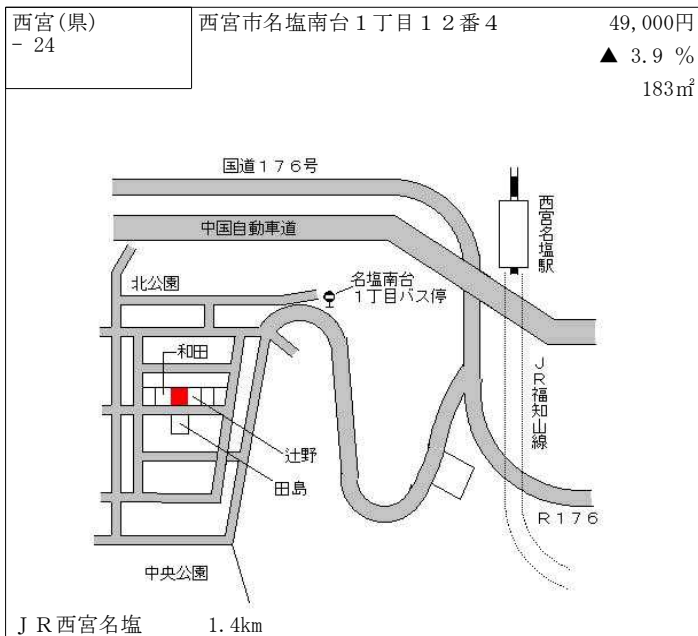 西宮(県)
－ 24
西宮市名塩南台１丁目１２番４
49,000円
▲ 3.9 %
183㎡
国道１７６号
中国自動車道
西宮名塩駅
北公園
名塩南台
１丁目バス停
和田
ＪＲ福知山線
辻野
田島
Ｒ１７６
中央公園
ＪＲ西宮名塩 1.4km